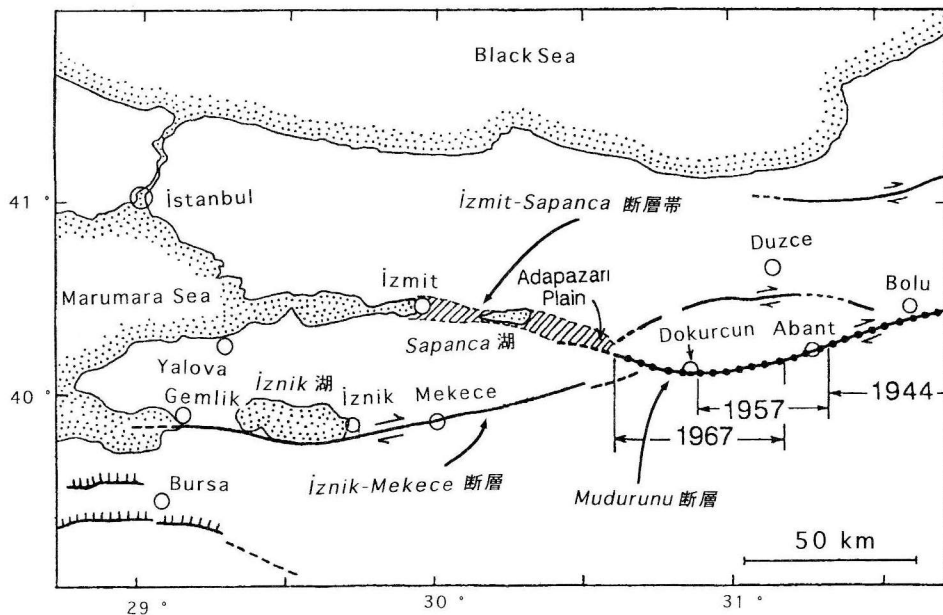 Black Sea
41°
İstanbul
İzmit-Sapanca 断層帯
Duzce
İzmit
Adapazarı
Plain
Bolu
Marumara Sea
Dokurcun
Abant
Sapanca 湖
Yalova
40°
Gemlik
İznik 湖
İznik
Mekece
1944
1957
1967
İznik-Mekece 断層
Mudurunu 断層
Bursa
50 km
29°
30°
31°